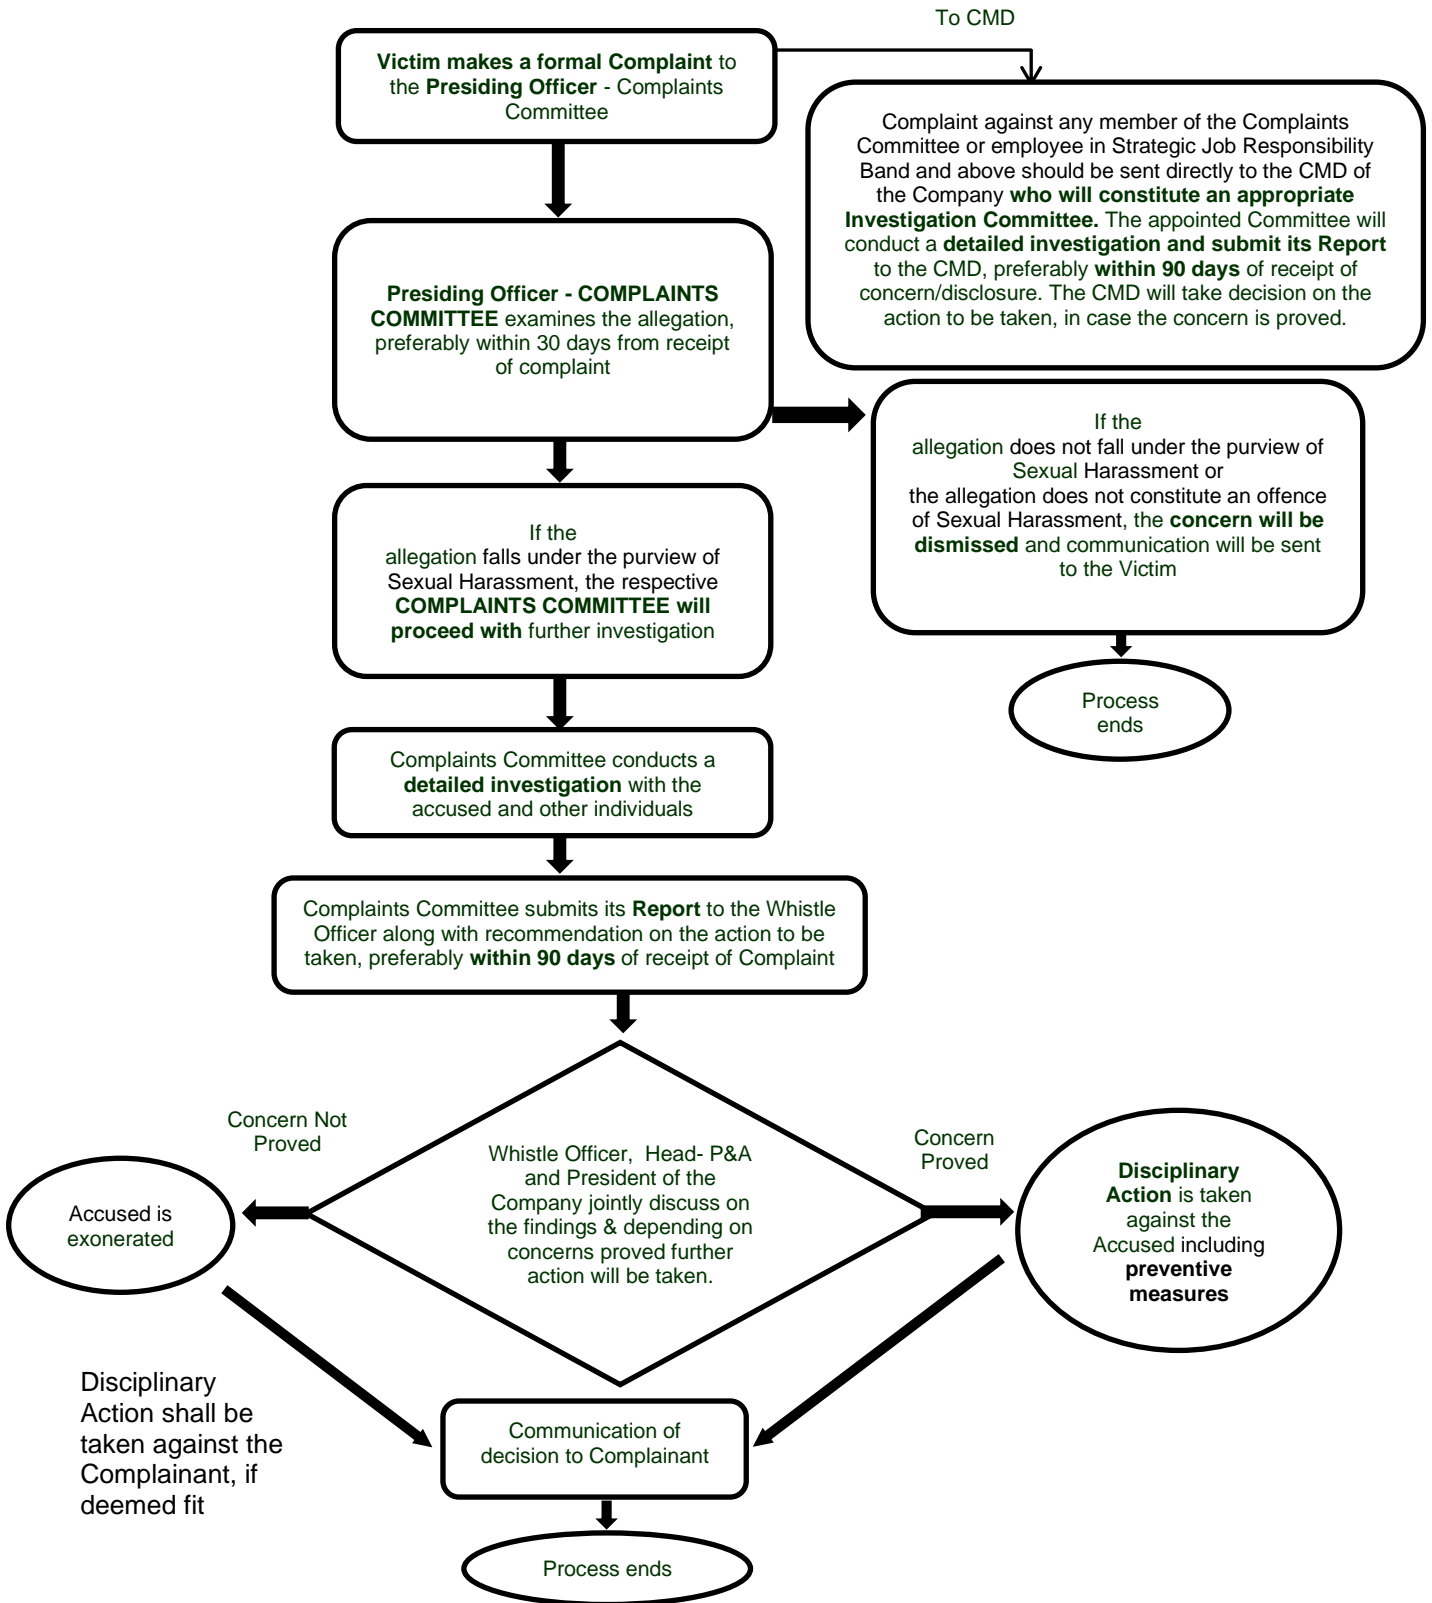 To CMD
Victim makes a formal Complaint to
the Presiding Officer - Complaints
Committee
Complaint against any member of the Complaints
Committee or employee in Strategic Job Responsibility
Band and above should be sent directly to the CMD of
the Company who will constitute an appropriate
Investigation Committee. The appointed Committee will
conduct a detailed investigation and submit its Report
to the CMD, preferably within 90 days of receipt of
concern/disclosure. The CMD will take decision on the
action to be taken, in case the concern is proved.
Presiding Officer - COMPLAINTS
COMMITTEE examines the allegation,
preferably within 30 days from receipt
of complaint
If the
allegation does not fall under the purview of
Sexual Harassment or
the allegation does not constitute an offence
of Sexual Harassment, the concern will be
dismissed and communication will be sent
to the Victim
If the
allegation falls under the purview of
Sexual Harassment, the respective
COMPLAINTS COMMITTEE will
proceed with further investigation
Process
ends
Complaints Committee conducts a
detailed investigation with the
accused and other individuals
Complaints Committee submits its Report to the Whistle
Officer along with recommendation on the action to be
taken, preferably within 90 days of receipt of Complaint
Concern Not
Proved
Whistle Officer, Head- P&A
and President of the
Company jointly discuss on
the findings & depending on
concerns proved further
action will be taken.
Concern
Proved
Accused is
exonerated
Disciplinary
Action is taken
against the
Accused including
preventive
measures
Disciplinary
Action shall be
taken against the
Complainant, if
deemed fit
Communication of
decision to Complainant
Process ends